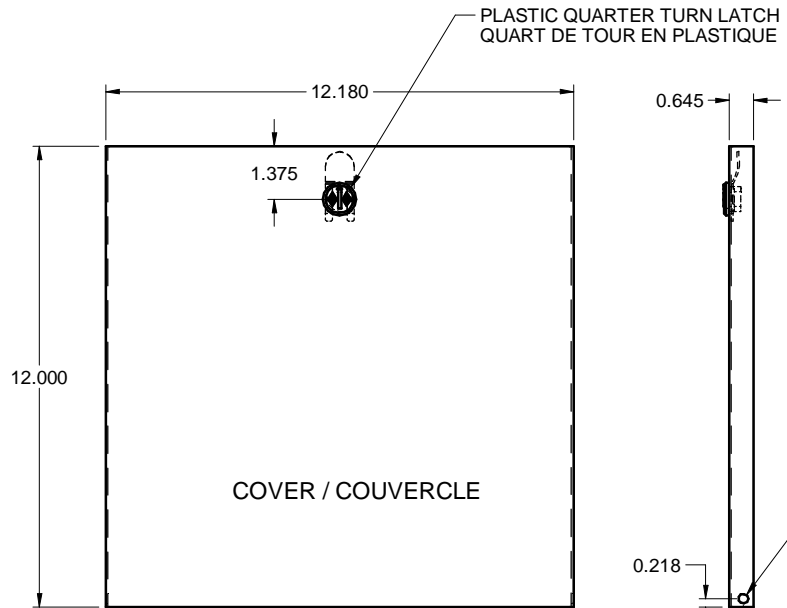 PLASTIC QUARTER TURN LATCH
QUART DE TOUR EN PLASTIQUE
12.180
0.645
1.375
12.000
COVER / COUVERCLE
0.218